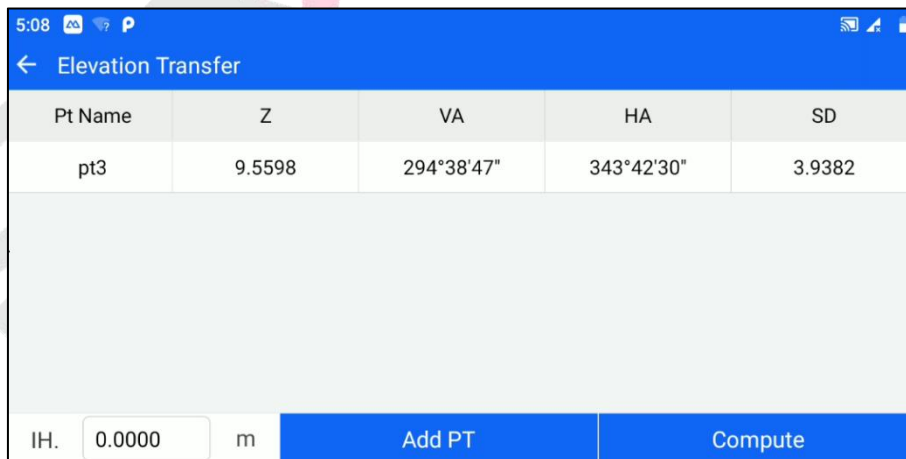 5:08
Elevation Transfer
Pt Name Z VA HA SD
pt3 9.5598 294°38'47" 343°42'30" 3.9382
IH. 0.0000 m Add PT Compute